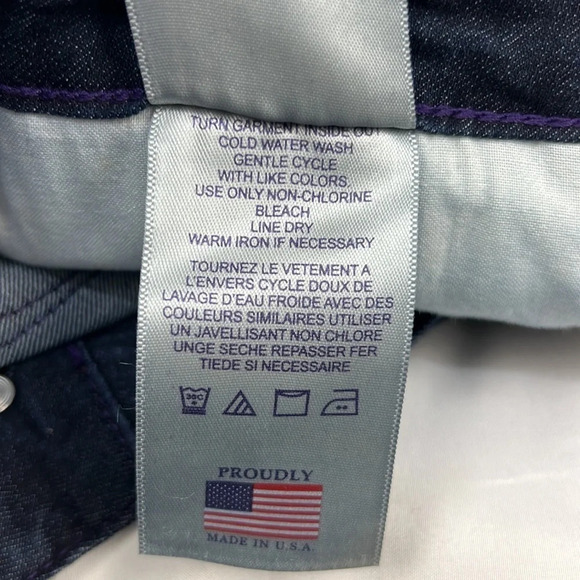 TURN GARMENT INSIDE OUT
COLD WATER WASH
GENTLE CYCLE
WITH LIKE COLORS.
USE ONLY NON-CHLORINE
BLEACH
LINE DRY
WARM IRON IF NECESSARY
TOURNEZ LE VETEMENT A
L'ENVERS CYCLE DOUX DE
LAVAGE D'EAU FROIDE AVEC DES
COULEURS SIMILAIRES UTILISER
UN JAVELLISANT NON CHLORE
UNGE SECHE REPASSER FER
TIEDE SI NECESSAIRE
30C
PROUDLY
MADE IN U.S.A.